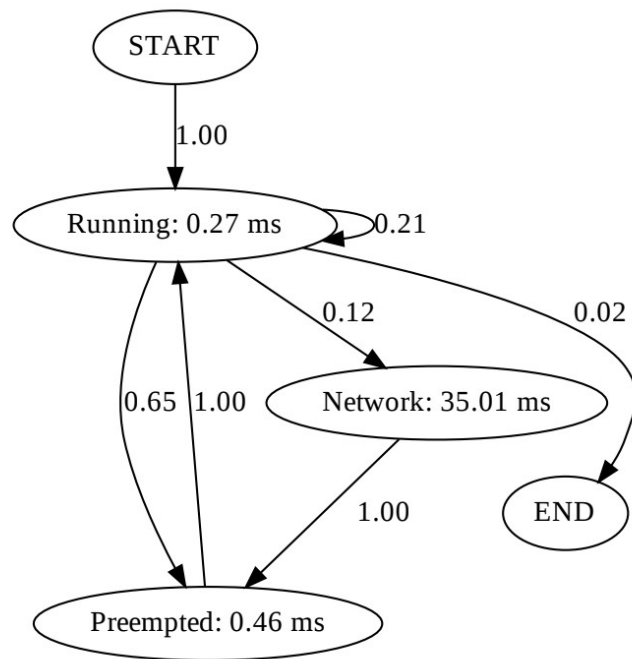 START
1.00
Running: 0.27 ms
0.21
0.12
0.02
0.65
1.00
Network: 35.01 ms
1.00
END
Preempted: 0.46 ms